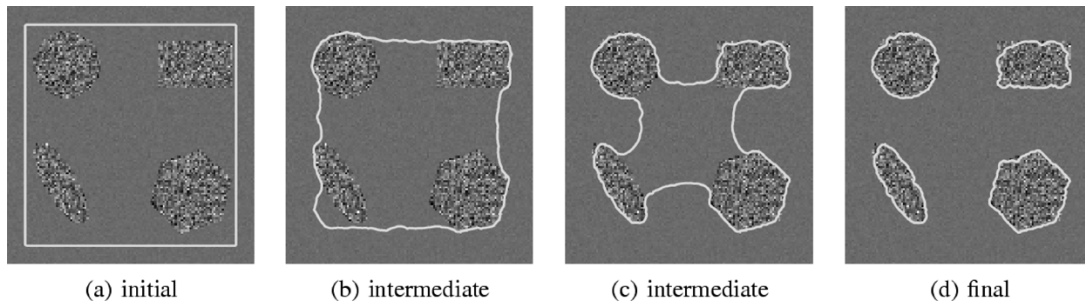 (a) initial (b) intermediate (c) intermediate (d) final